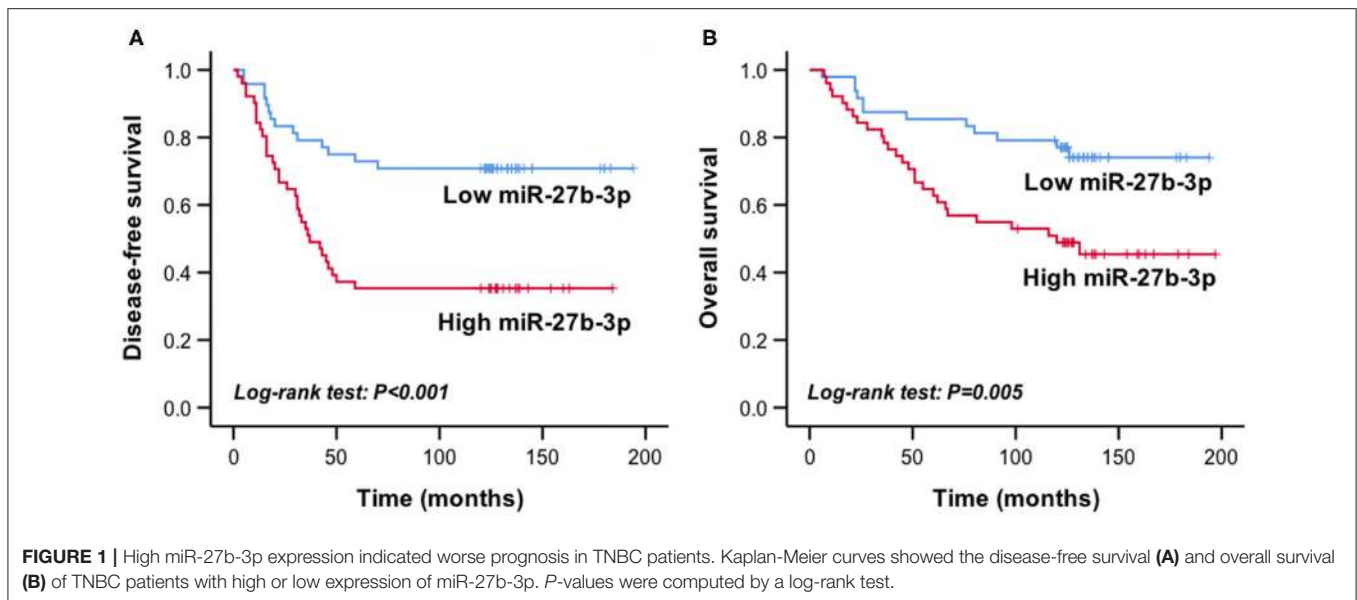 A
Disease-free survival
1.0
0.8
0.6
0.4
0.2
0.0
Low miR-27b-3p
High miR-27b-3p
Log-rank test: P<0.001
0 50 100 150 200
Time (months)
B
Overall survival
1.0
0.8
0.6
0.4
0.2
0.0
Low miR-27b-3p
High miR-27b-3p
Log-rank test: P=0.005
0 50 100 150 200
Time (months)
FIGURE 1 | High miR-27b-3p expression indicated worse prognosis in TNBC patients. Kaplan-Meier curves showed the disease-free survival (A) and overall survival
(B) of TNBC patients with high or low expression of miR-27b-3p. P-values were computed by a log-rank test.